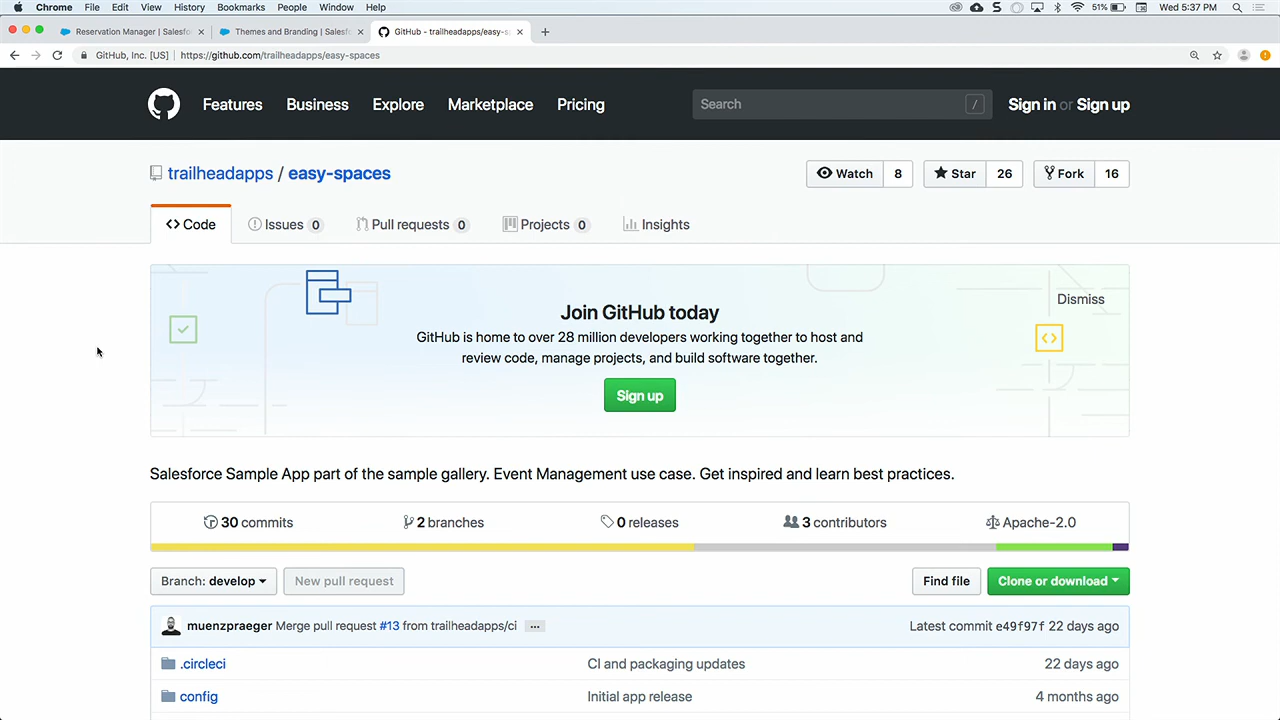 Chrome File Edit View History Bookmarks People Window Help 51% Wed 5:37 PM
Reservation Manager | Salesfo Themes and Branding | Salesf GitHub - trailheadapps/easy-s
GitHub, Inc. [US] https://github.com/trailheadapps/easy-spaces
Features Business Explore Marketplace Pricing Search / Sign in or Sign up
trailheadapps / easy-spaces Watch 8 Star 26 Fork 16
Code Issues 0 Pull requests 0 Projects 0 Insights
Dismiss
Join GitHub today
GitHub is home to over 28 million developers working together to host and
review code, manage projects, and build software together.
Sign up
Salesforce Sample App part of the sample gallery. Event Management use case. Get inspired and learn best practices.
30 commits 2 branches 0 releases 3 contributors Apache-2.0
Branch: develop New pull request Find file Clone or download
muenzpraeger Merge pull request #13 from trailheadapps/ci ... Latest commit e49f97f 22 days ago
.circleci CI and packaging updates 22 days ago
config Initial app release 4 months ago